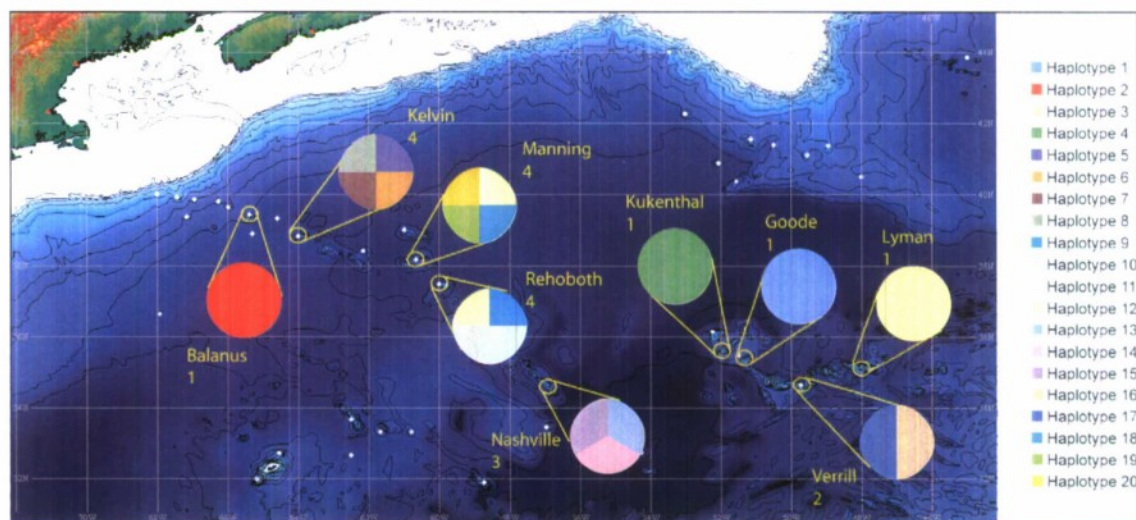 Kelvin
4
Manning
4
Kukenthal
1
Goode
1
Lyman
1
Rehoboth
4
Balanus
1
Nashville
3
Verrill
2
Haplotype 1
Haplotype 2
Haplotype 3
Haplotype 4
Haplotype 5
Haplotype 6
Haplotype 7
Haplotype 8
Haplotype 9
Haplotype 10
Haplotype 11
Haplotype 12
Haplotype 13
Haplotype 14
Haplotype 15
Haplotype 16
Haplotype 17
Haplotype 18
Haplotype 19
Haplotype 20